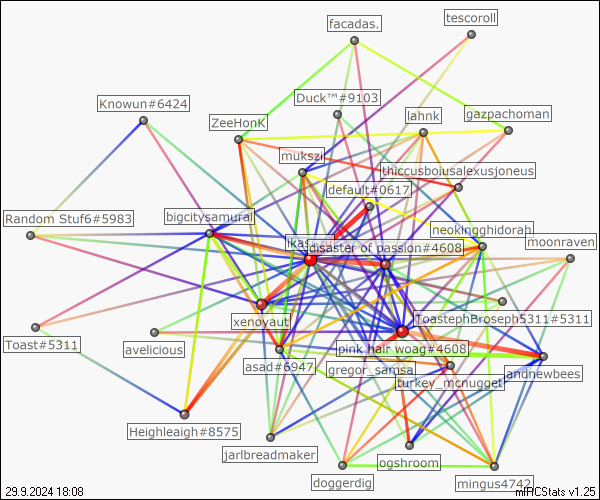 tescoroll
facadas.
Duck™#9103
Knowun#6424
gazpachoman
lahnk
ZeeHonK
mukszi
thiccusboiusalexusjoneus
default#0617
Random Stuf6#5983
bigcitysamurai
neokingghidorah
moonraven
disaster of passion#4608
xenoyaut
ToastephBroseph5311#5311
Toast#5311
avelicious
pink hair woag#4608
asad#6947
gregor_samsa
andnewbees
turkey_mcnugget
Heighleaigh#8575
jarlbreadmaker
ogshroom
doggerdig
mingus4742
29.9.2024 18:08
mIRCStats v1.25